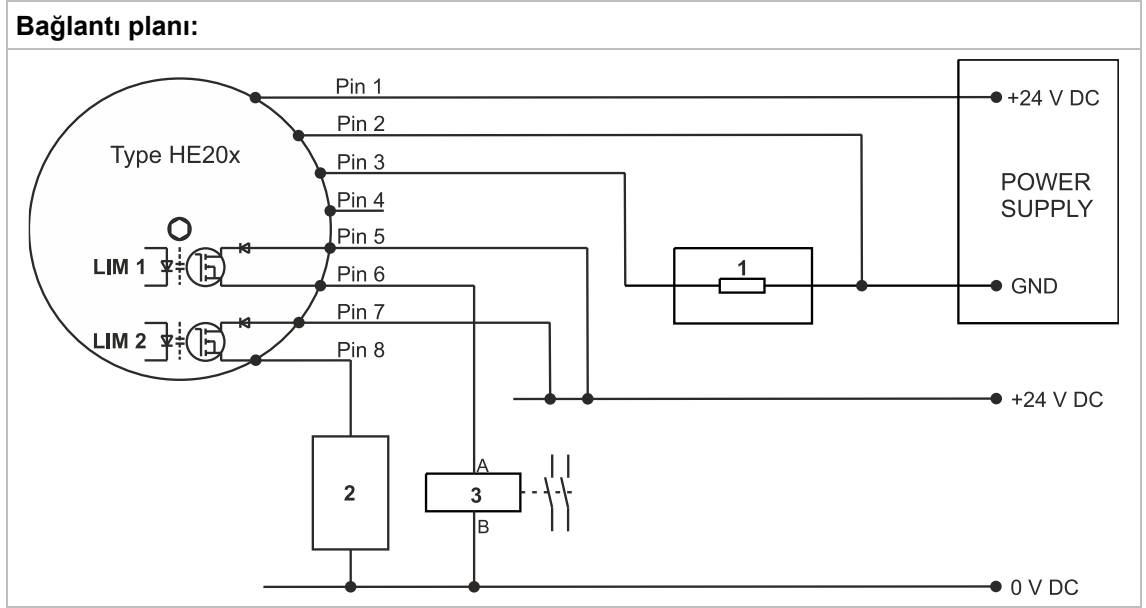 Bağlantı planı:
Pin 1
+24 V DC
Pin 2
Type HE20x
Pin 3
POWER
SUPPLY
Pin 4
Pin 5
LIM 1
1
Pin 6
GND
Pin 7
LIM 2
Pin 8
+24 V DC
A
2
3
B
0 V DC